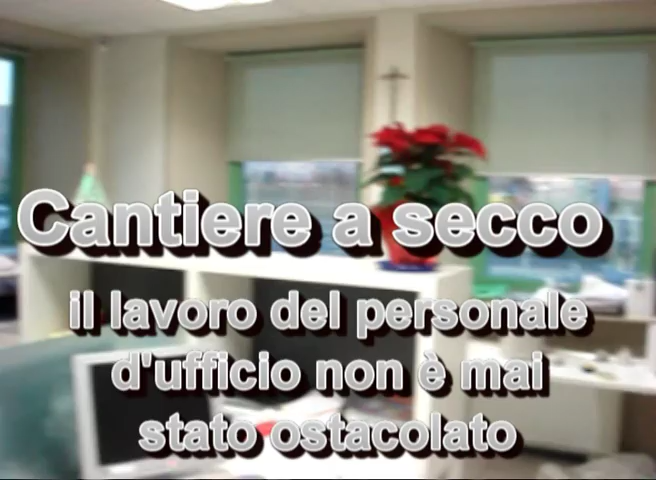 Cantiere a secco
il lavoro del personale
d'ufficio non è mai
stato ostacolato